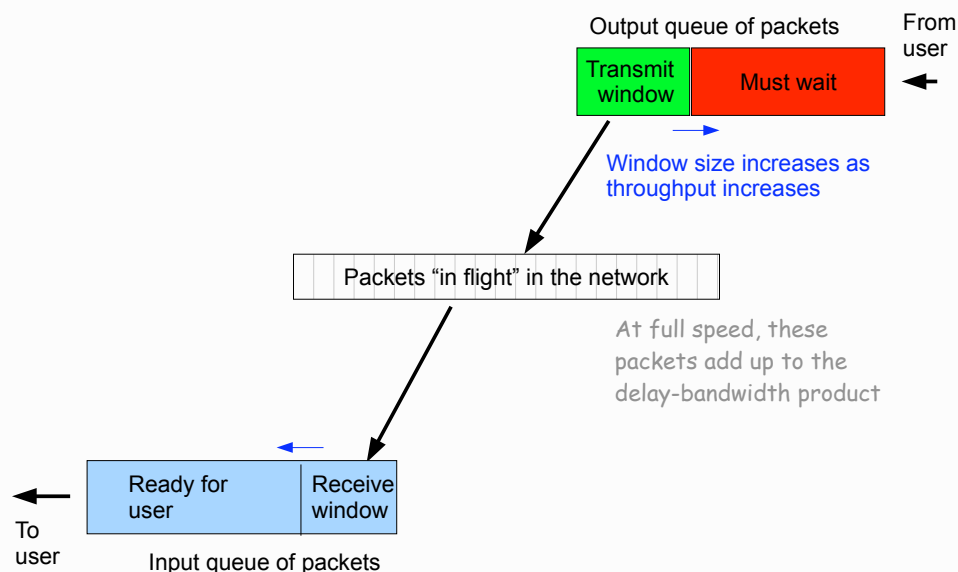 Output queue of packets
From
user
Transmit
window
Must wait
Window size increases as
throughput increases
Packets “in flight” in the network
At full speed, these
packets add up to the
delay-bandwidth product
Ready for
user
Receive
window
To
user
Input queue of packets